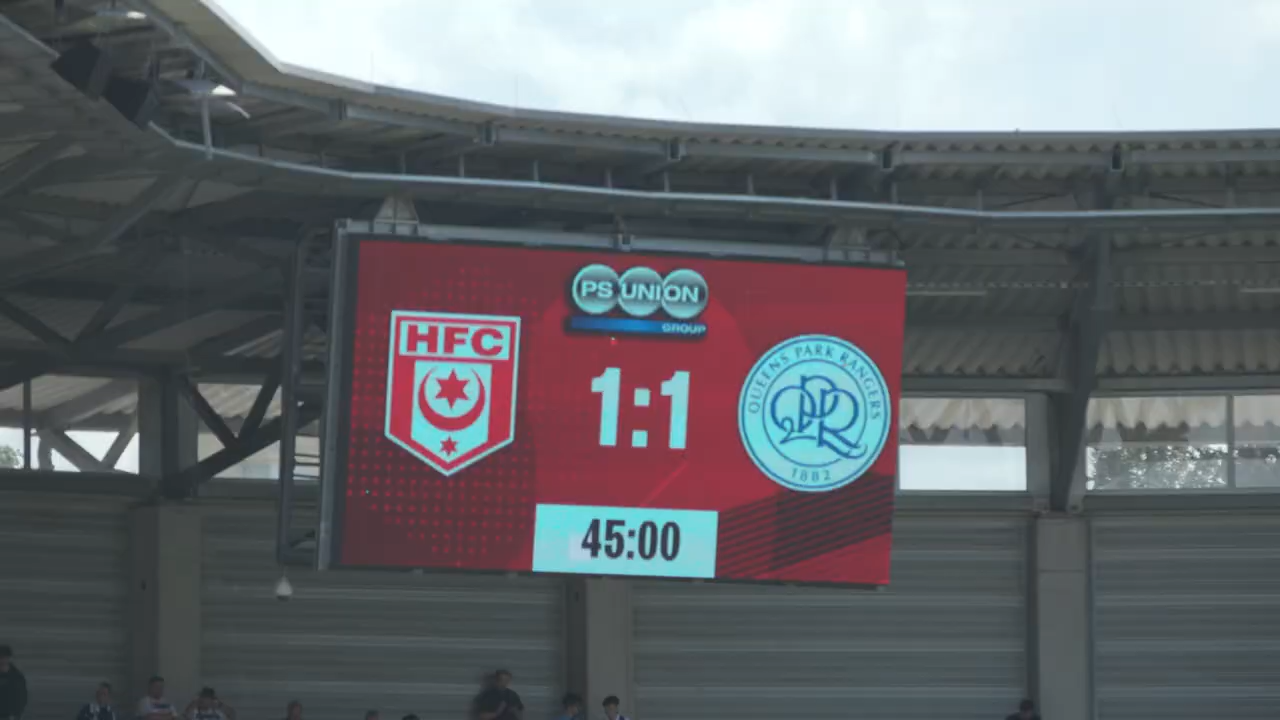 PS UNION
GROUP
HFC
1:1
QUEENS PARK RANGERS
QPR
1882
45:00